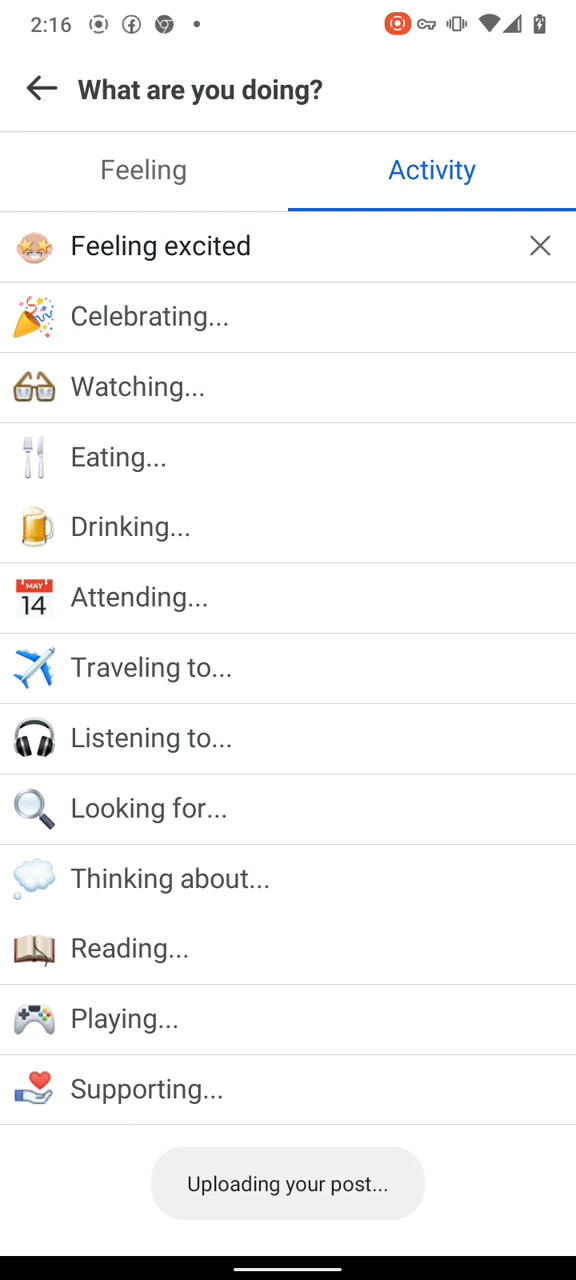 2:16
What are you doing?
Feeling
Activity
Feeling excited
Celebrating...
Watching...
Eating...
Drinking...
MAY
14
Attending...
Traveling to...
Listening to...
Looking for...
Thinking about...
Reading...
Playing...
Supporting...
Uploading your post...